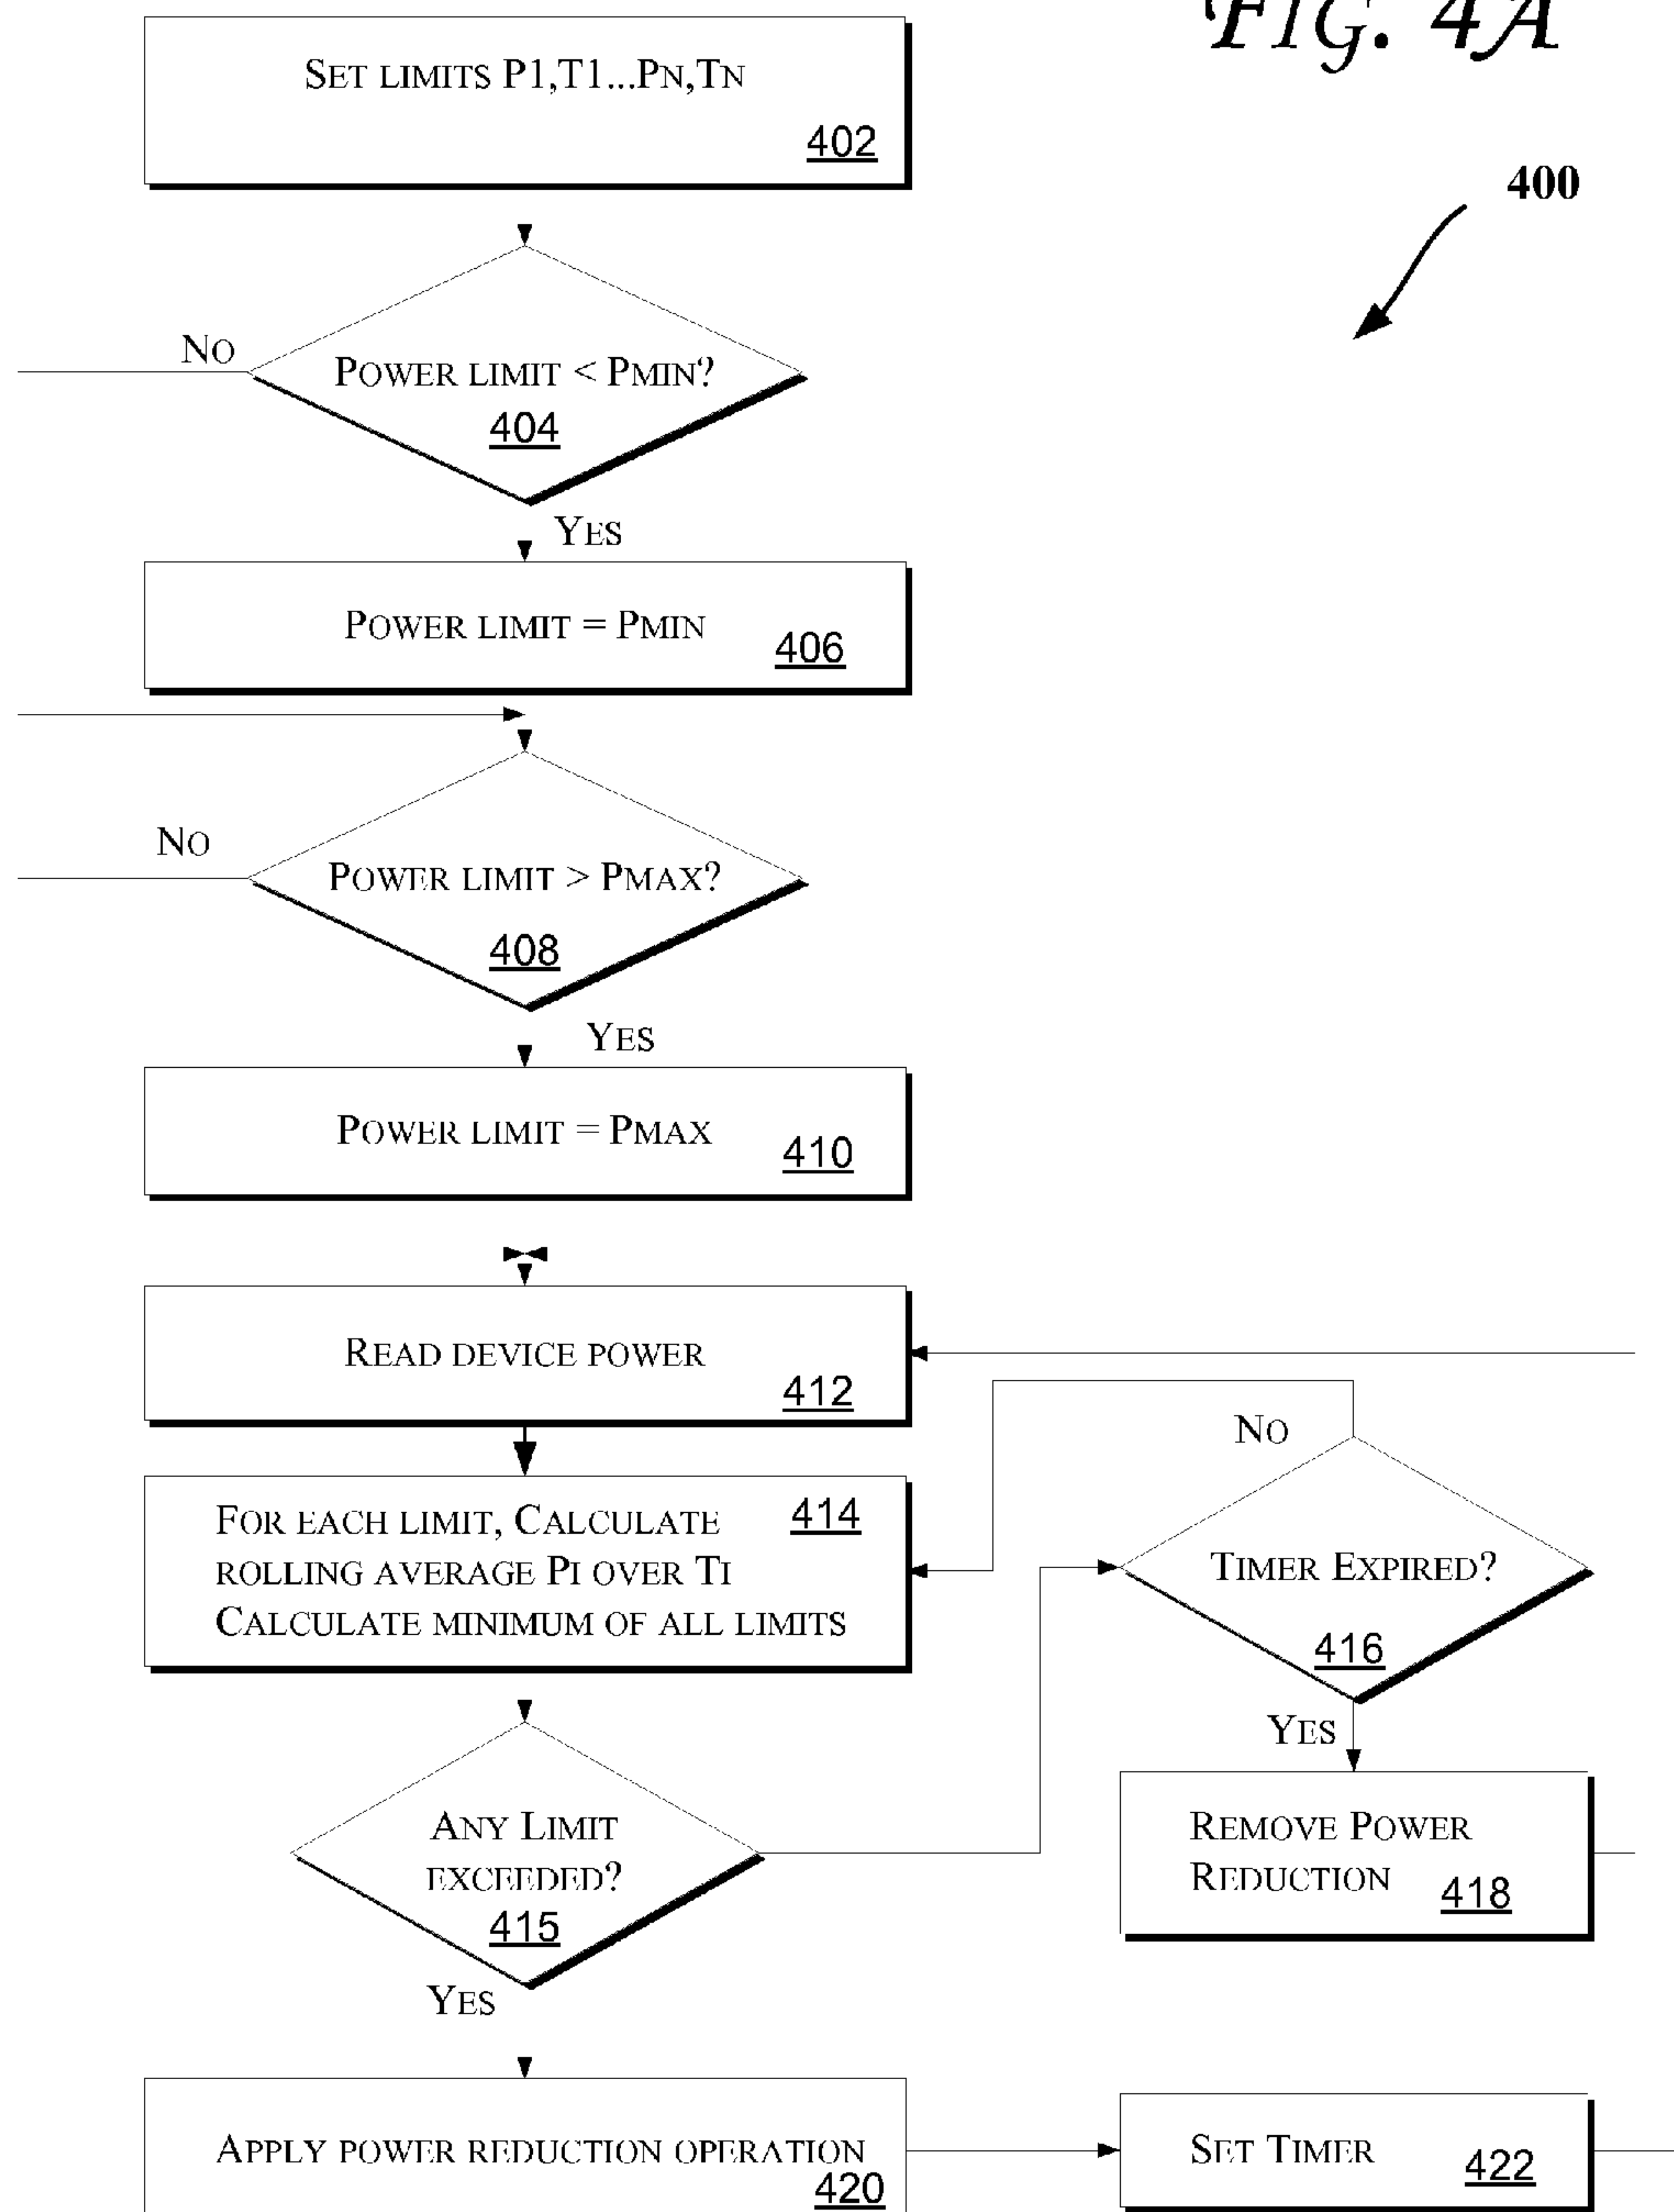 FIG. 4A
SET LIMITS P1,T1...PN,TN
402
400
NO
POWER LIMIT < PMIN?
404
YES
POWER LIMIT = PMIN
406
NO
POWER LIMIT > PMAX?
408
YES
POWER LIMIT = PMAX
410
READ DEVICE POWER
412
NO
FOR EACH LIMIT, CALCULATE
ROLLING AVERAGE PI OVER TI
CALCULATE MINIMUM OF ALL LIMITS
414
TIMER EXPIRED?
416
YES
ANY LIMIT
EXCEEDED?
415
YES
REMOVE POWER
REDUCTION
418
APPLY POWER REDUCTION OPERATION
420
SET TIMER
422